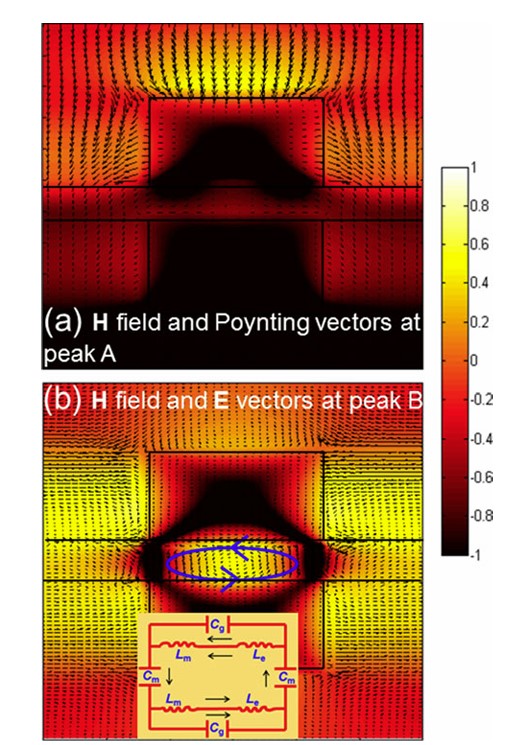 (a) H field and Poynting vectors at
peak A
1
0.8
0.6
0.4
0.2
0
-0.2
-0.4
-0.6
-0.8
-1
(b) H field and E vectors at peak B
Cg
Lm Le
Cm Cm
Lm Le
Cg